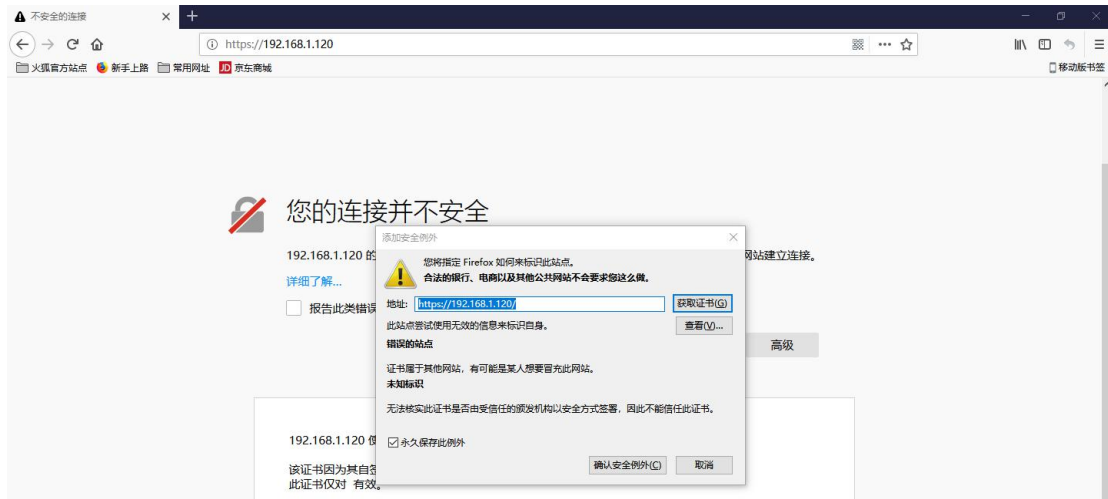 不安全的连接
https://192.168.1.120
火狐官方站点 新手上路 常用网址 JD 京东商城 移动版书签
您的连接并不安全
192.168.1.120 的
网站建立连接。
详细了解...
报告此类错误
高级
添加安全例外
您将指定 Firefox 如何来标识此站点。
合法的银行、电商以及其他公共网站不会要求您这么做。
地址: https://192.168.1.120/ 获取证书(G)
此站点尝试使用无效的信息来标识自身。 查看(V)...
错误的站点
证书属于其他网站，有可能是某人想要冒充此网站。
未知标识
无法核实此证书是否由受信任的颁发机构以安全方式签署，因此不能信任此证书。
永久保存此例外
确认安全例外(C) 取消
192.168.1.120 使
该证书因为其自签
此证书仅对 有效。